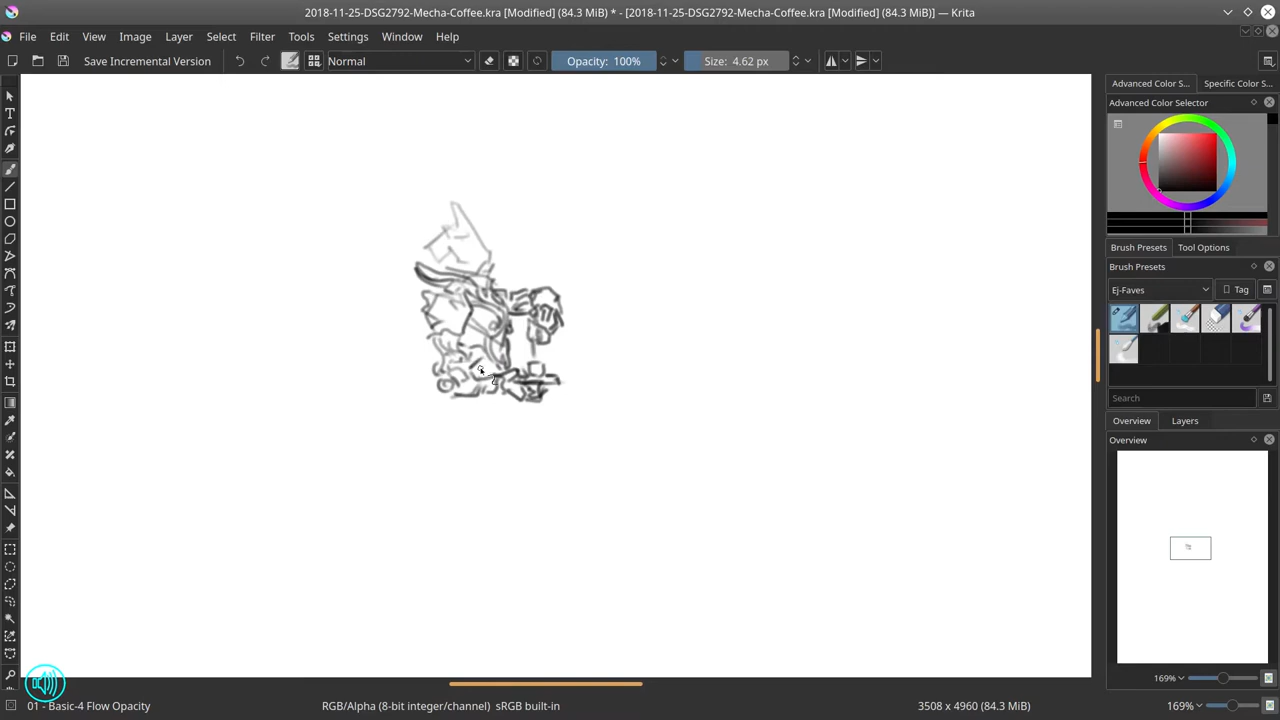 2018-11-25-DSG2792-Mecha-Coffee.kra [Modified] (84.3 MiB) * - [2018-11-25-DSG2792-Mecha-Coffee.kra [Modified] (84.3 MiB)] — Krita
File Edit View Image Layer Select Filter Tools Settings Window Help
Save Incremental Version Normal Opacity: 100% Size: 4.62 px
Advanced Color S... Specific Color S...
Advanced Color Selector
Brush Presets Tool Options
Brush Presets
Ej-Faves Tag
Search
Overview Layers
Overview
169%
01 - Basic-4 Flow Opacity RGB/Alpha (8-bit integer/channel) sRGB built-in 3508 x 4960 (84.3 MiB) 169%